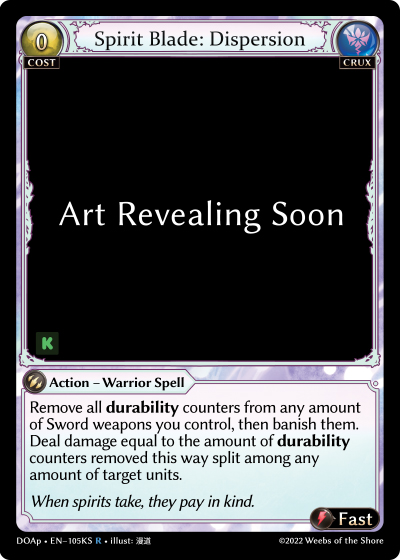 0
Spirit Blade: Dispersion
COST
CRUX
Art Revealing Soon
K
Action – Warrior Spell
Remove all durability counters from any amount
of Sword weapons you control, then banish them.
Deal damage equal to the amount of durability
counters removed this way split among any
amount of target units.
When spirits take, they pay in kind.
Fast
DOAp • EN–105KS R • illust: 漫道
©2022 Weebs of the Shore